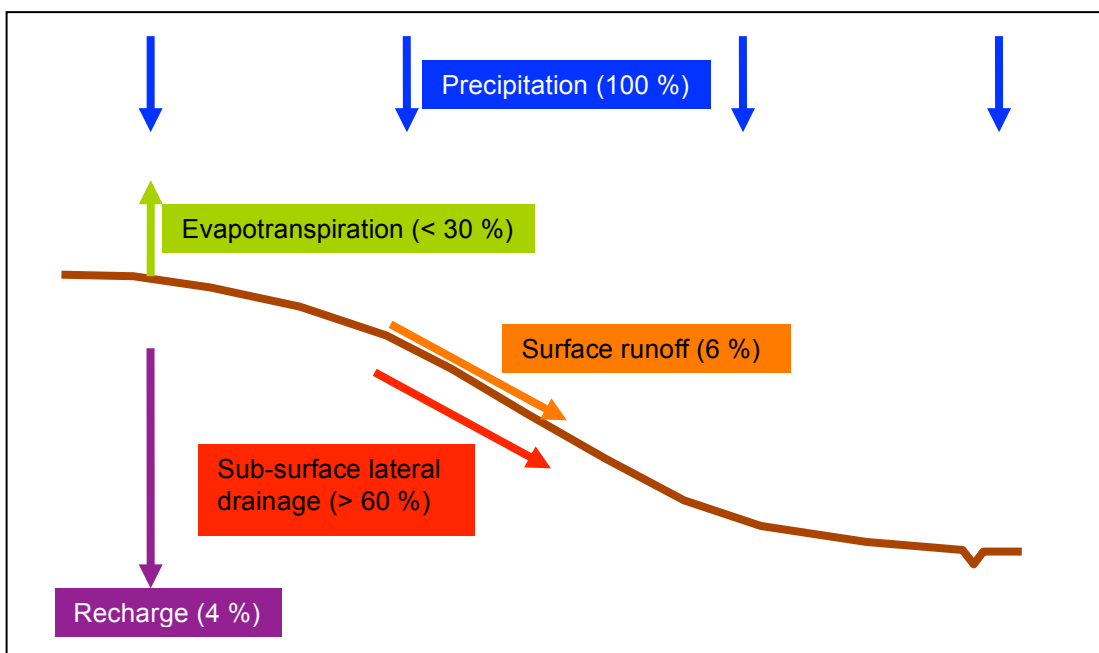 Precipitation (100 %)
Evapotranspiration (< 30 %)
Surface runoff (6 %)
Sub-surface lateral
drainage (> 60 %)
Recharge (4 %)